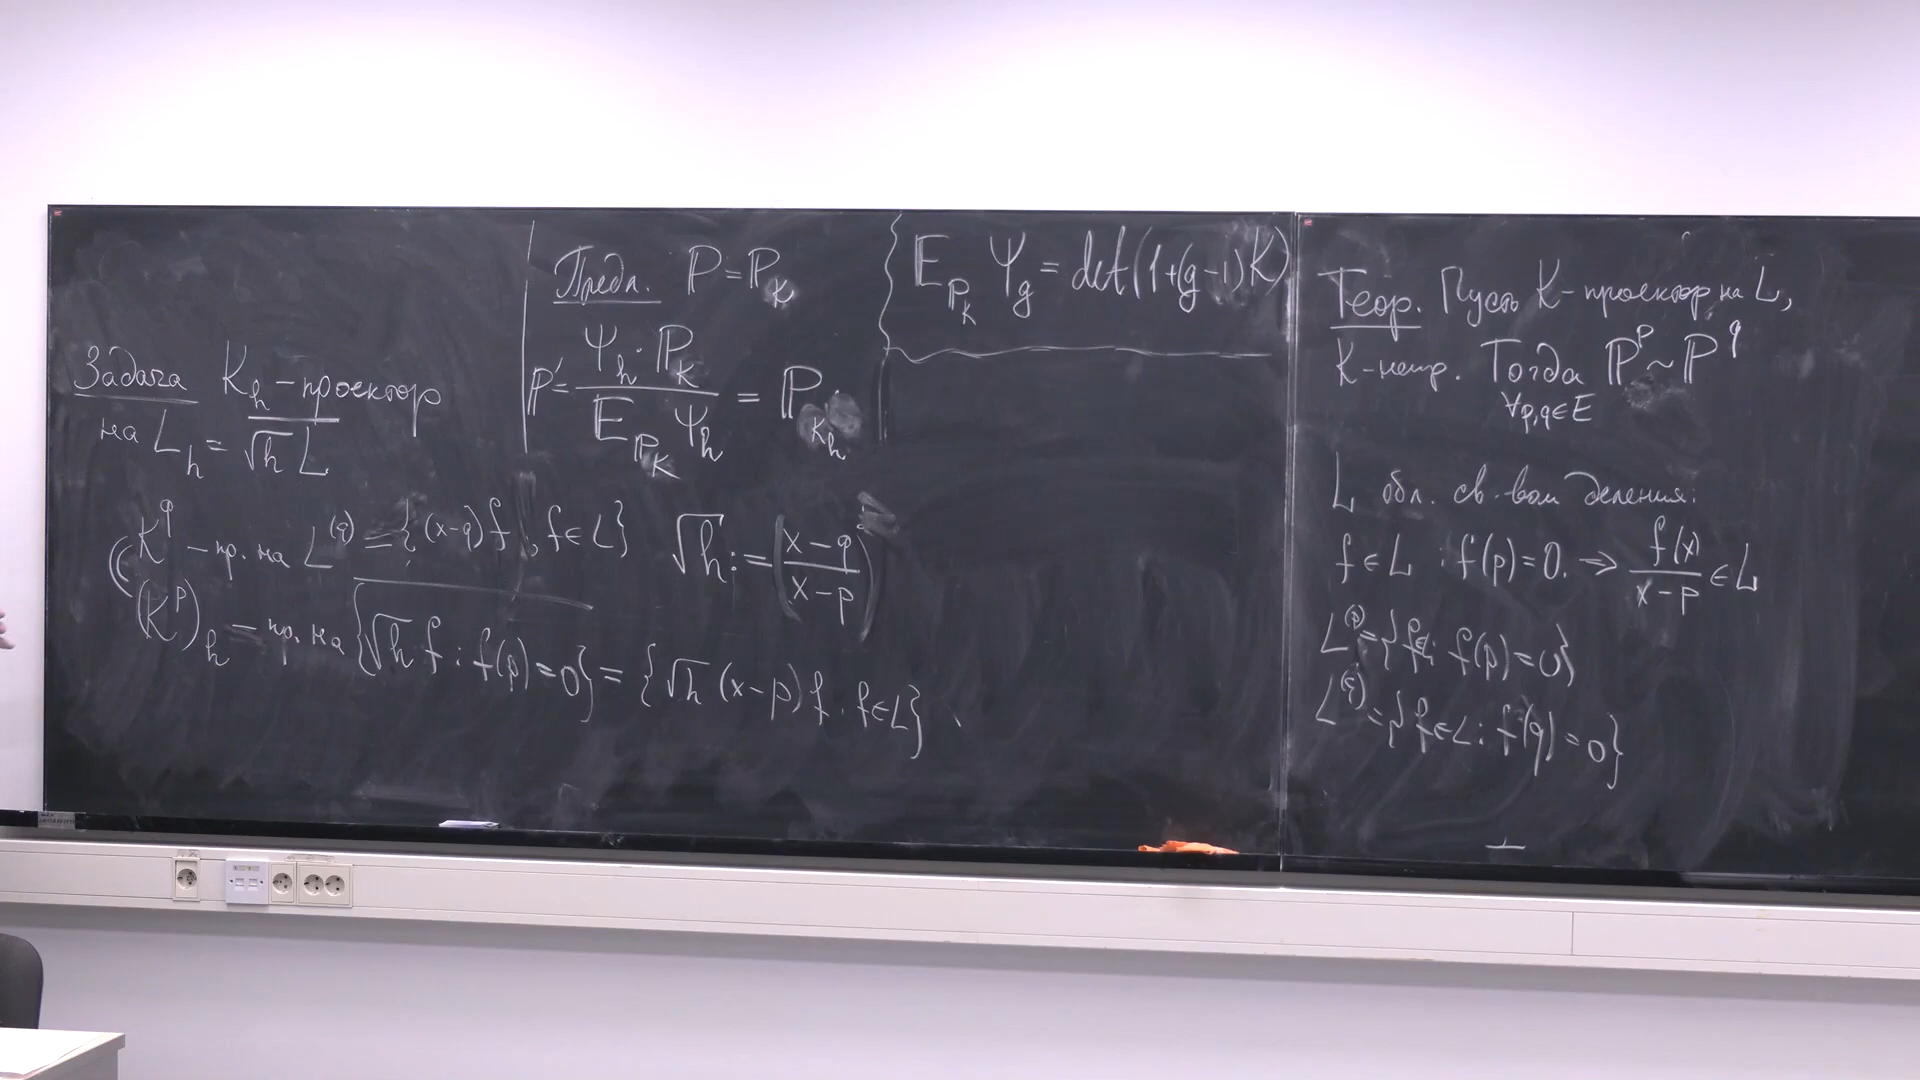 Задача K_h - проектор
на L_h = √h L
Предл. ℙ = ℙ_K
ℙ' = Ψ_h · ℙ_K / E_{ℙ_K} Ψ_h = ℙ_{K_h}
E_{ℙ_K} Ψ_g = det(1+(g-1)K)
K^q - пр. на L^(q) = {(x-q) f, f∈L}
√h := (x-q / x-p)
(K^p)_h - пр. на {√h f : f(p)=0} = {√h (x-p) f. f∈L}
Теор. Пусть K - проектор на L,
K - непр. Тогда ℙ^p ~ ℙ^q
∀p,q∈E
L обл. св-вом деления:
f∈L : f(p)=0. ⇒ f(x) / x-p ∈ L
L^(p) = {f∈ : f(p)=0}
L^(q) = {f∈L : f(q)=0}